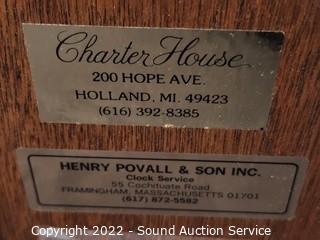 Charter House
200 HOPE AVE.
HOLLAND, MI. 49423
(616) 392-8385
HENRY POVALL & SON INC.
Clock Service
55 Cochituate Road
FRAMINGHAM, MASSACHUSETTS 01701
(617) 872-5582
Copyright 2022 - Sound Auction Service